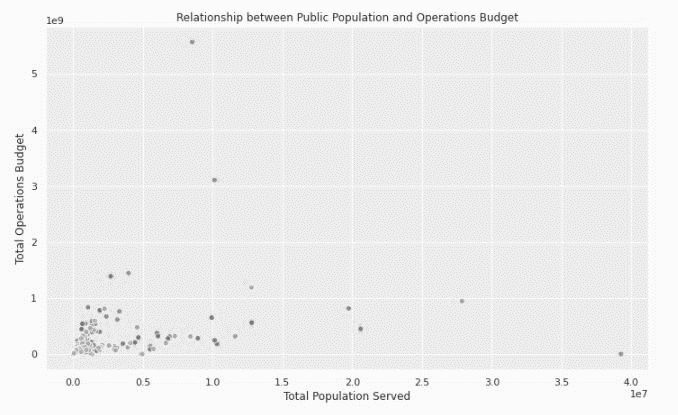 Relationship between Public Population and Operations Budget
1e9
5
4
3
2
1
0
Total Operations Budget
0.0 0.5 1.0 1.5 2.0 2.5 3.0 3.5 4.0
1e7
Total Population Served